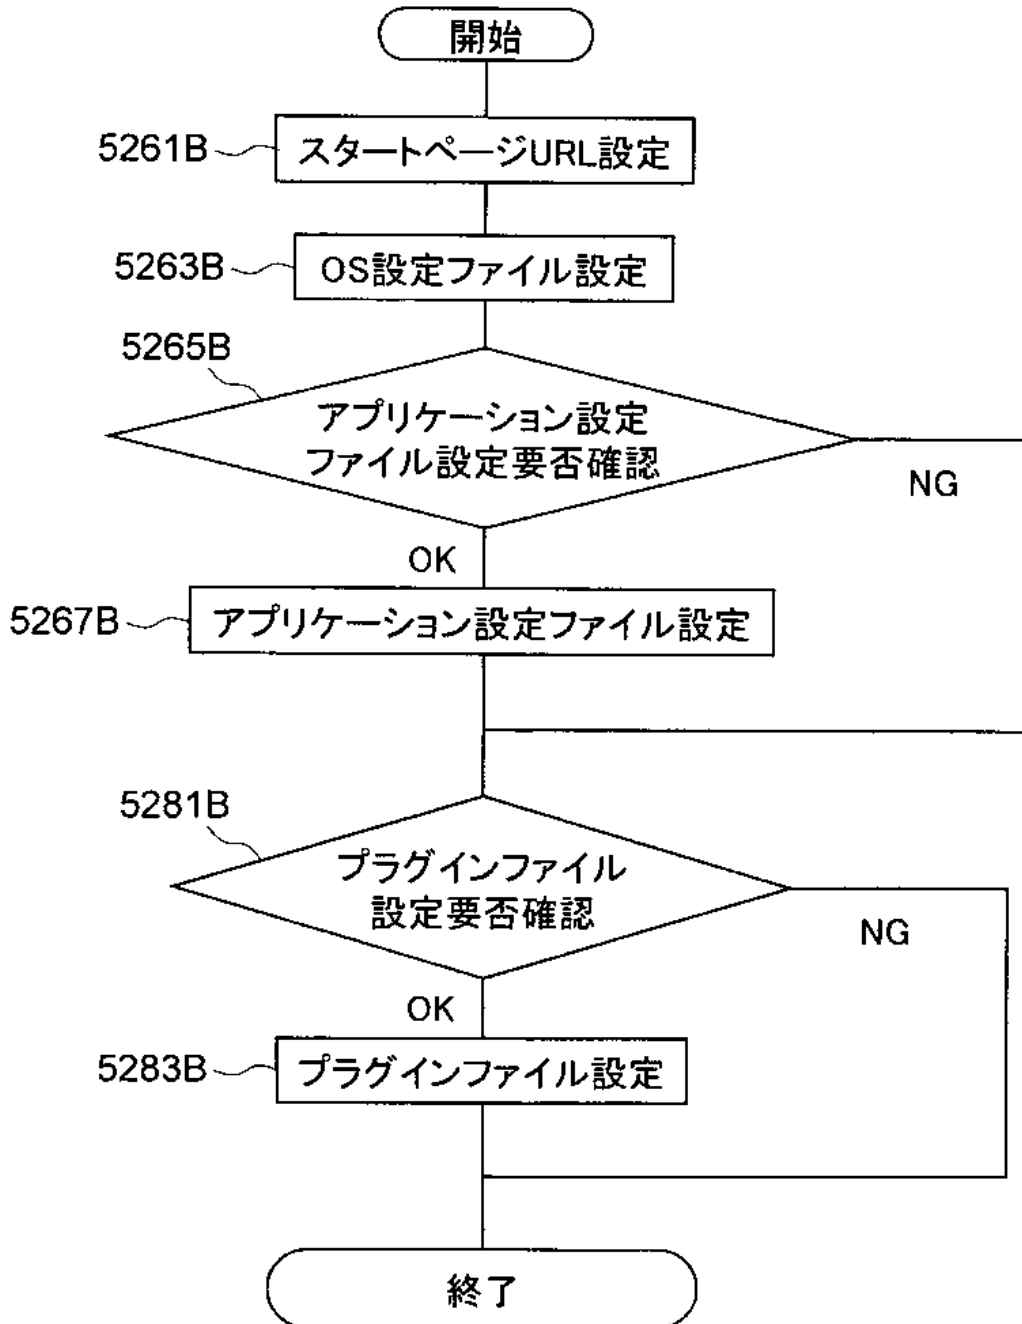 開始
5261B
スタートページURL設定
5263B
OS設定ファイル設定
5265B
アプリケーション設定
ファイル設定要否確認
NG
OK
5267B
アプリケーション設定ファイル設定
5281B
プラグインファイル
設定要否確認
NG
OK
5283B
プラグインファイル設定
終了